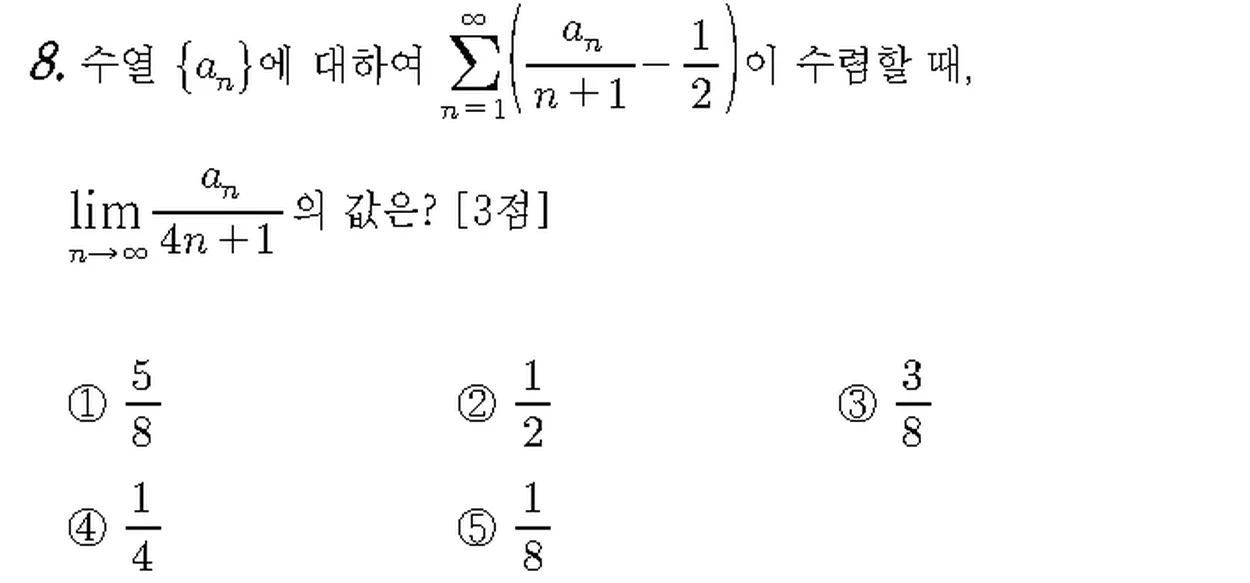 8. 수열 {aₙ}에 대하여 ∑_{n=1}^{∞}(aₙ/(n+1) − 1/2)이 수렴할 때,
lim_{n→∞} aₙ/(4n+1)의 값은? [3점]
① 5/8 ② 1/2 ③ 3/8
④ 1/4 ⑤ 1/8